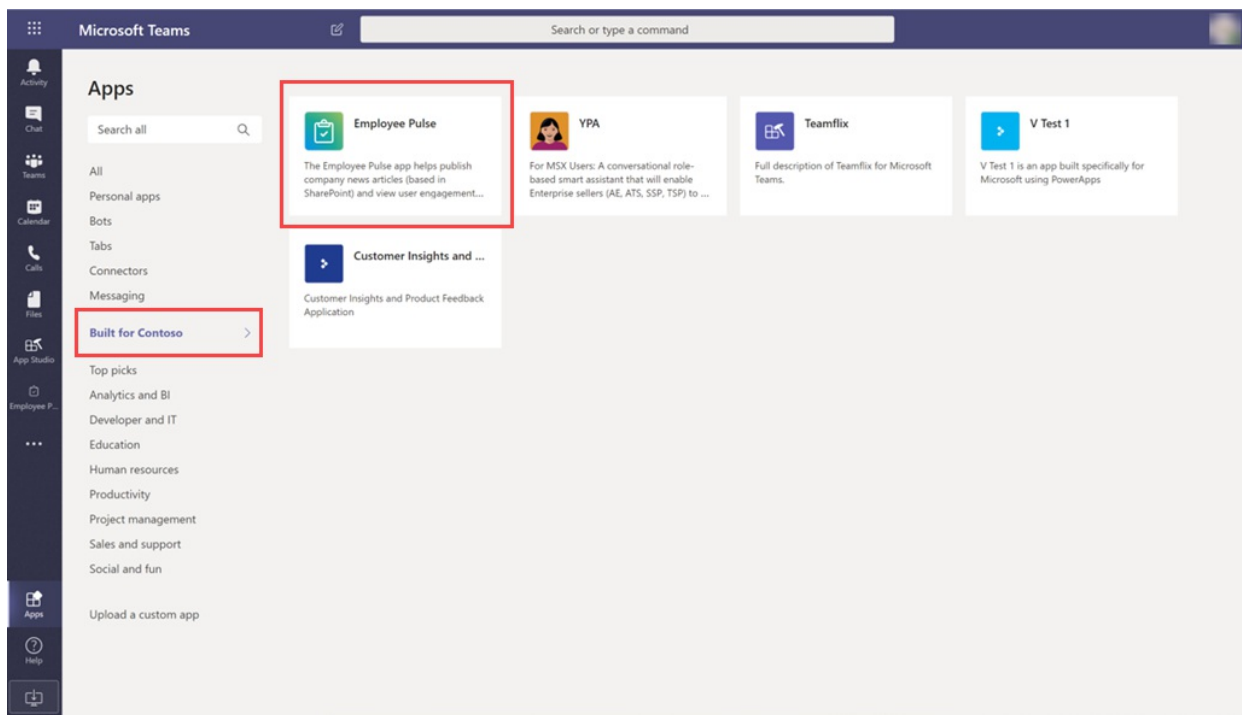 Microsoft Teams
Search or type a command
Activity
Chat
Teams
Calendar
Calls
Files
App Studio
Employee P...
Apps
Help
Apps
Search all
All
Personal apps
Bots
Tabs
Connectors
Messaging
Built for Contoso
Top picks
Analytics and BI
Developer and IT
Education
Human resources
Productivity
Project management
Sales and support
Social and fun
Upload a custom app
Employee Pulse
The Employee Pulse app helps publish
company news articles (based in
SharePoint) and view user engagement...
YPA
For MSX Users: A conversational role-
based smart assistant that will enable
Enterprise sellers (AE, ATS, SSP, TSP) to ...
Teamflix
Full description of Teamflix for Microsoft
Teams.
V Test 1
V Test 1 is an app built specifically for
Microsoft using PowerApps
Customer Insights and ...
Customer Insights and Product Feedback
Application